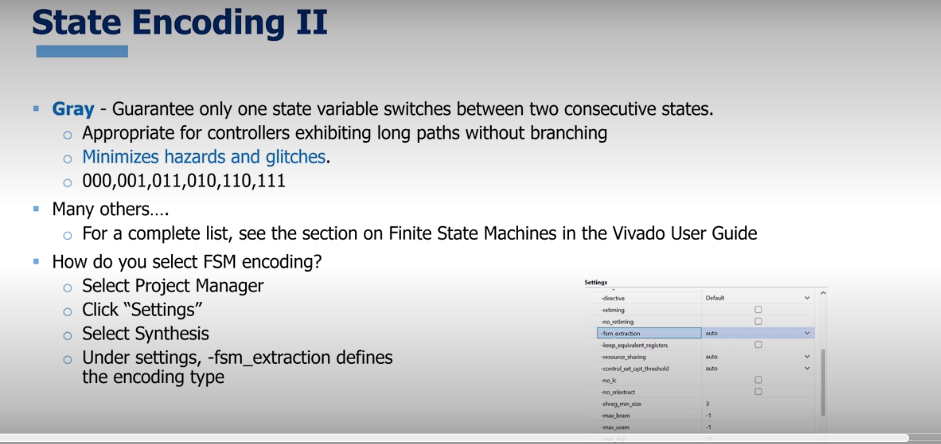 State Encoding II
Gray - Guarantee only one state variable switches between two consecutive states.
Appropriate for controllers exhibiting long paths without branching
Minimizes hazards and glitches.
000,001,011,010,110,111
Many others....
For a complete list, see the section on Finite State Machines in the Vivado User Guide
How do you select FSM encoding?
Select Project Manager
Click “Settings”
Select Synthesis
Under settings, -fsm_extraction defines
the encoding type
Settings
-directive Default
-retiming
-no_retiming
-fsm_extraction auto
-keep_equivalent_registers
-resource_sharing auto
-control_set_opt_threshold auto
-no_lc
-no_srlextract
-shreg_min_size 3
-max_bram -1
-max_uram -1